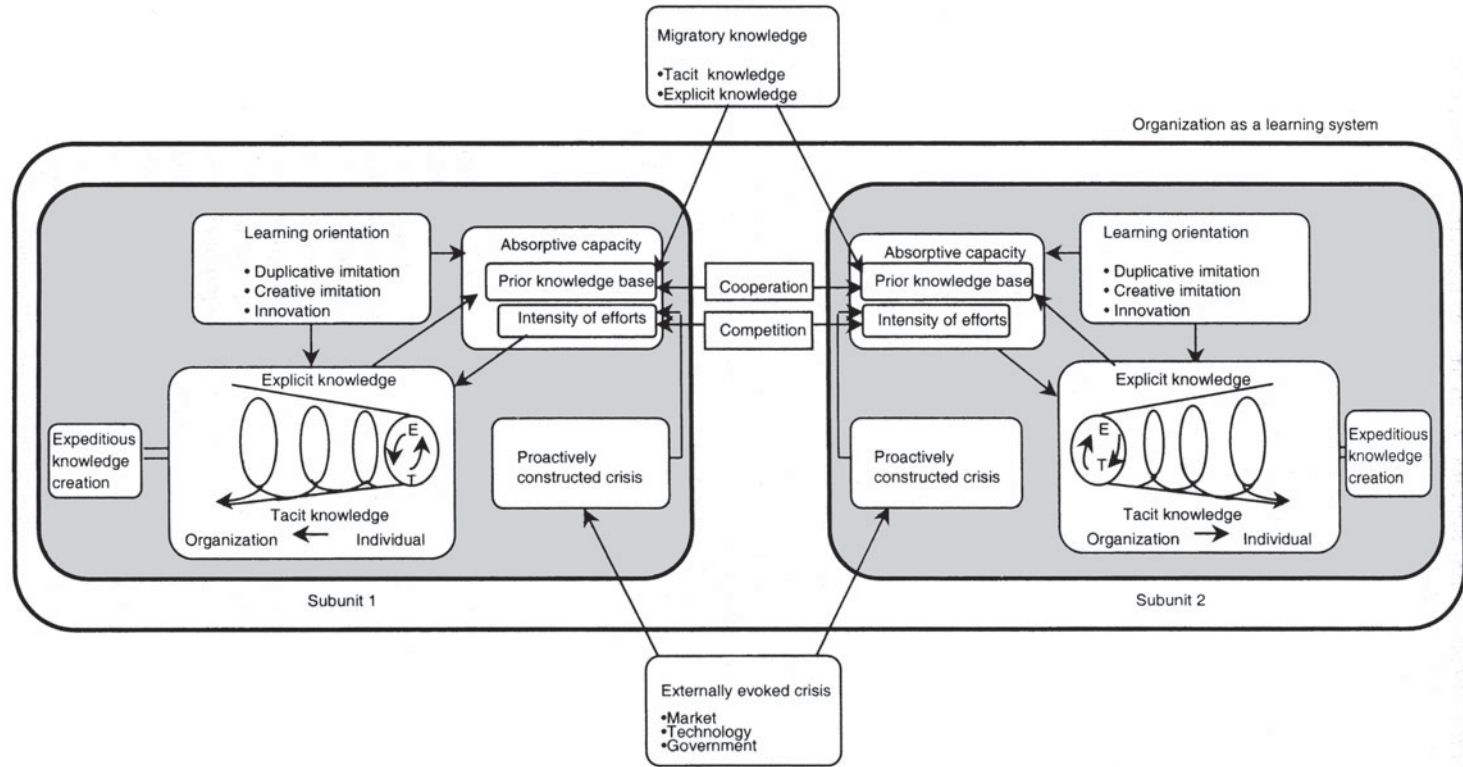 Migratory knowledge
•Tacit knowledge
•Explicit knowledge
Organization as a learning system
Learning orientation
• Duplicative imitation
• Creative imitation
• Innovation
Absorptive capacity
Prior knowledge base
Intensity of efforts
Explicit knowledge
E
T
Tacit knowledge
Organization
Individual
Expeditious
knowledge
creation
Proactively
constructed crisis
Subunit 1
Cooperation
Competition
Absorptive capacity
Prior knowledge base
Intensity of efforts
Learning orientation
• Duplicative imitation
• Creative imitation
• Innovation
Explicit knowledge
E
T
Tacit knowledge
Organization
Individual
Expeditious
knowledge
creation
Proactively
constructed crisis
Subunit 2
Externally evoked crisis
•Market
•Technology
•Government